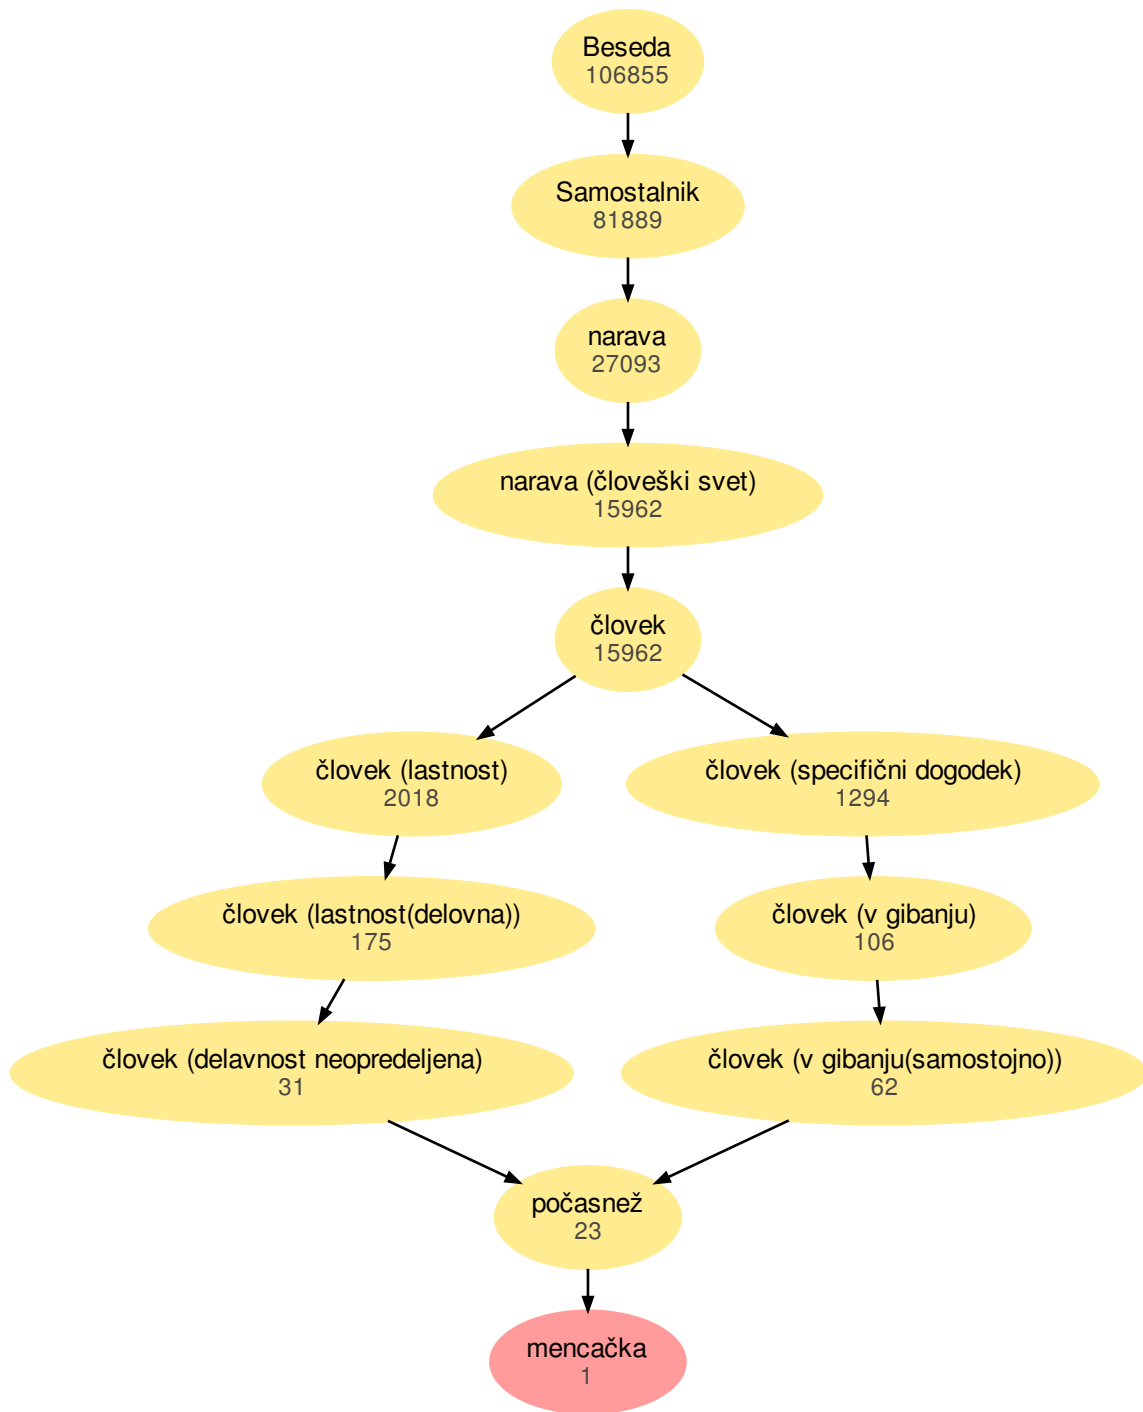 Beseda
106855
Samostalnik
81889
narava
27093
narava (človeški svet)
15962
človek
15962
človek (lastnost)
2018
človek (specifični dogodek)
1294
človek (lastnost(delovna))
175
človek (v gibanju)
106
človek (delavnost neopredeljena)
31
človek (v gibanju(samostojno))
62
počasnež
23
mencačka
1